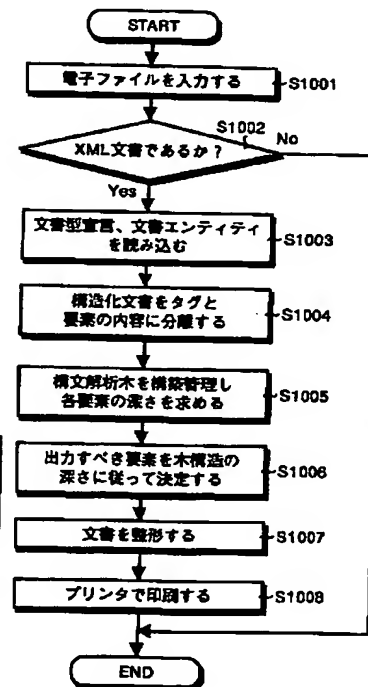 START
電子ファイルを入力する
S1001
S1002
No
XML文書であるか？
Yes
文書型宣言、文書エンティティ
を読み込む
S1003
構造化文書をタグと
要素の内容に分離する
S1004
構文解析木を構築管理し
各要素の深さを求める
S1005
出力すべき要素を木構造の
深さに従って決定する
S1006
文書を整形する
S1007
プリンタで印刷する
S1008
END